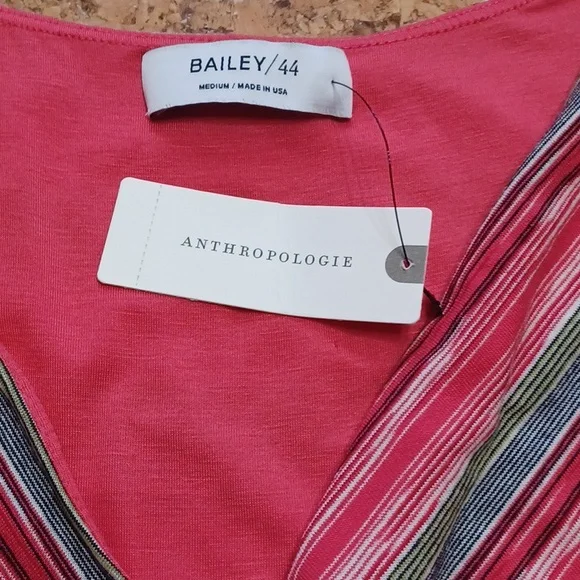 BAILEY/44
MEDIUM / MADE IN USA
ANTHROPOLOGIE